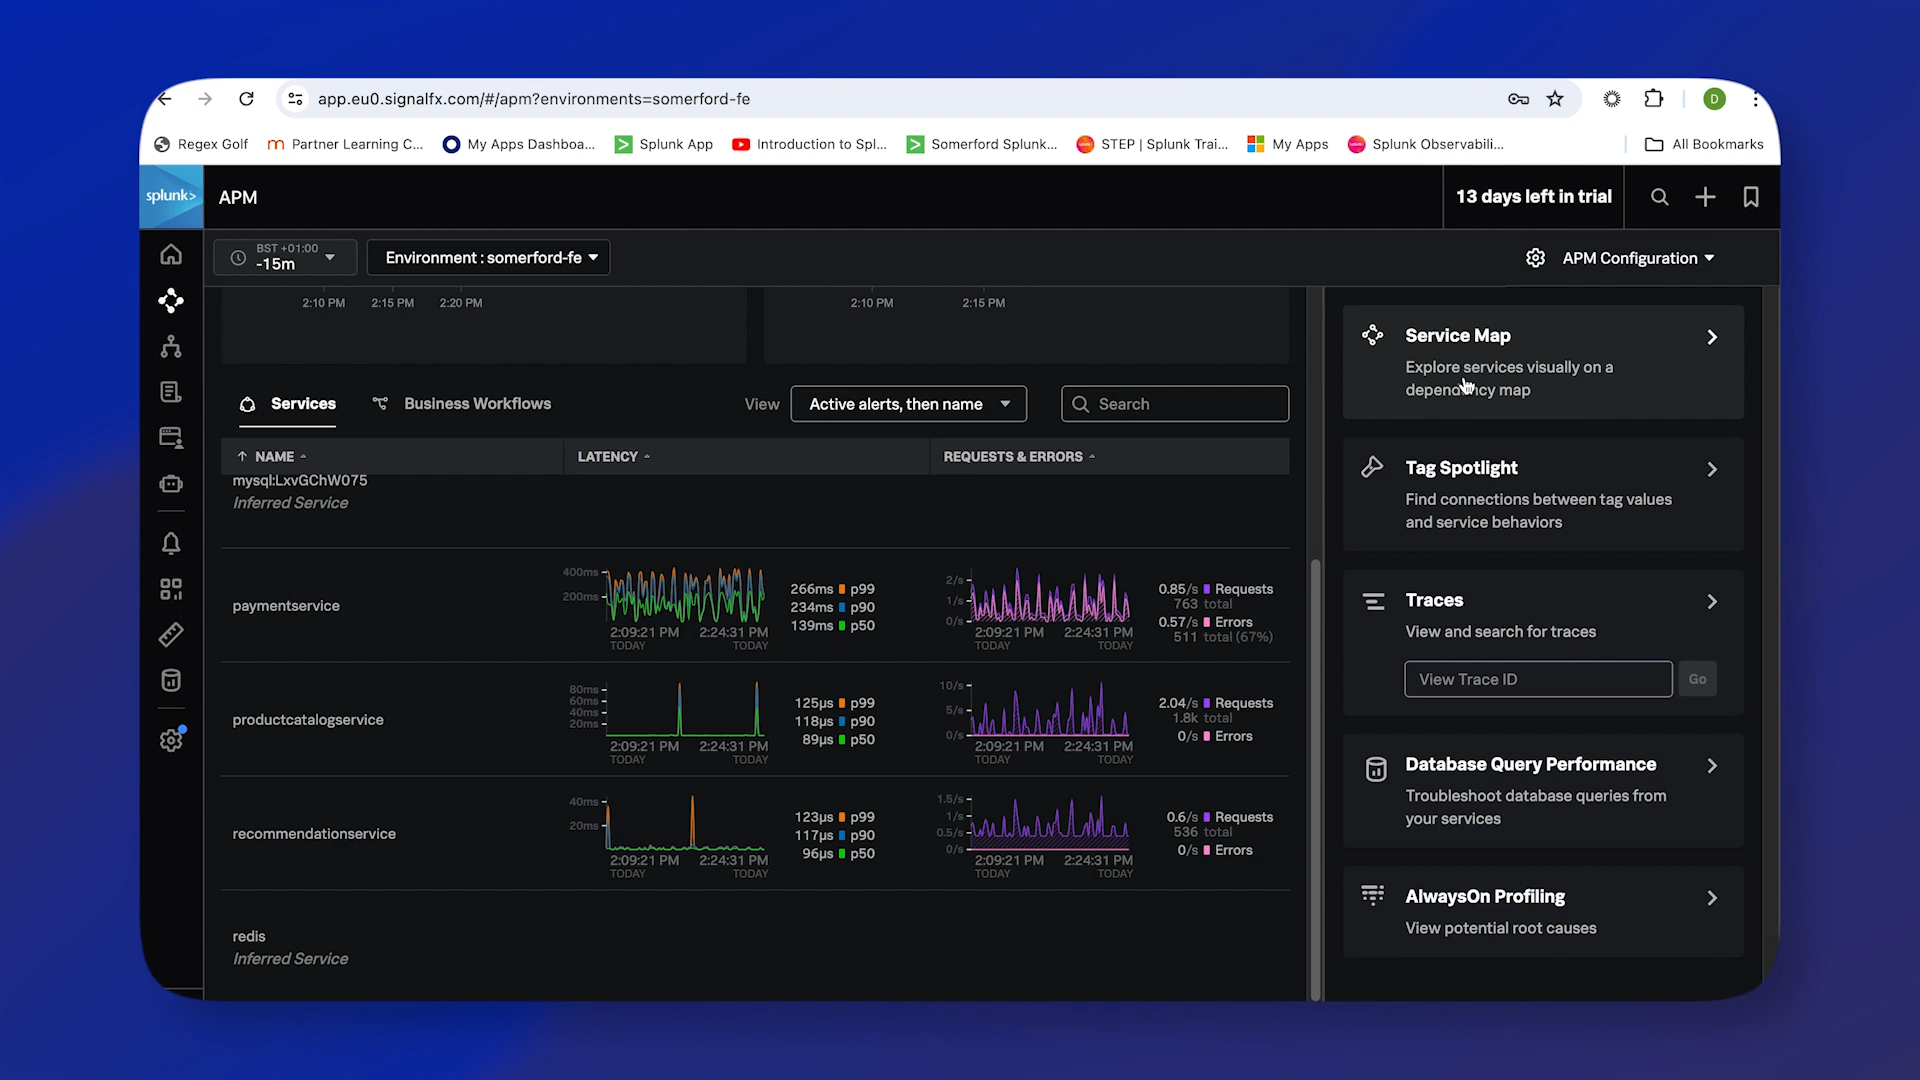 app.eu0.signalfx.com/#/apm?environments=somerford-fe
D
Regex Golf
Partner Learning C...
My Apps Dashboa...
Splunk App
Introduction to Spl...
Somerford Splunk...
STEP | Splunk Trai...
My Apps
Splunk Observabili...
All Bookmarks
splunk>
APM
13 days left in trial
BST +01:00
-15m
Environment : somerford-fe
APM Configuration
2:10 PM 2:15 PM 2:20 PM
2:10 PM 2:15 PM
Services
Business Workflows
View
Active alerts, then name
Search
NAME
LATENCY
REQUESTS & ERRORS
mysql:LxvGChW075
Inferred Service
paymentservice
400ms
200ms
2:09:21 PM 2:24:31 PM
TODAY TODAY
266ms p99
234ms p90
139ms p50
2/s
1/s
0/s
2:09:21 PM 2:24:31 PM
TODAY TODAY
0.85/s Requests
763 total
0.57/s Errors
511 total (67%)
productcatalogservice
80ms
60ms
40ms
20ms
2:09:21 PM 2:24:31 PM
TODAY TODAY
125µs p99
118µs p90
89µs p50
10/s
5/s
0/s
2:09:21 PM 2:24:31 PM
TODAY TODAY
2.04/s Requests
1.8k total
0/s Errors
recommendationservice
40ms
20ms
2:09:21 PM 2:24:31 PM
TODAY TODAY
123µs p99
117µs p90
96µs p50
1.5/s
1/s
0.5/s
0/s
2:09:21 PM 2:24:31 PM
TODAY TODAY
0.6/s Requests
536 total
0/s Errors
redis
Inferred Service
Service Map
Explore services visually on a
dependency map
Tag Spotlight
Find connections between tag values
and service behaviors
Traces
View and search for traces
View Trace ID
Go
Database Query Performance
Troubleshoot database queries from
your services
AlwaysOn Profiling
View potential root causes